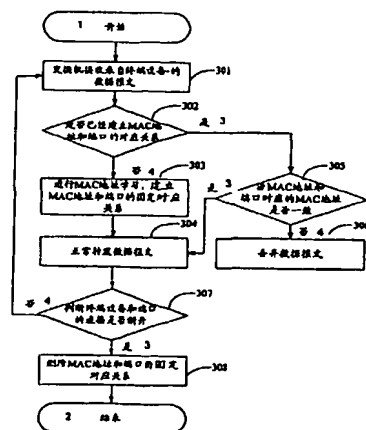 1 开始
交换机接收来自终端设备的
数据报文
301
302
是否已经建立MAC地
址和端口的对应关系
是 3
否 4
303
进行MAC地址学习，建立
MAC地址和端口的固定对应
关系
305
该MAC地址和
端口对应的MAC地址
是否一致
是 3
否 4
304
正常转发数据报文
306
丢弃数据报文
307
判断终端设备和端口
的连接是否断开
否 4
是 3
308
删除MAC地址和端口的固定
对应关系
2 结束